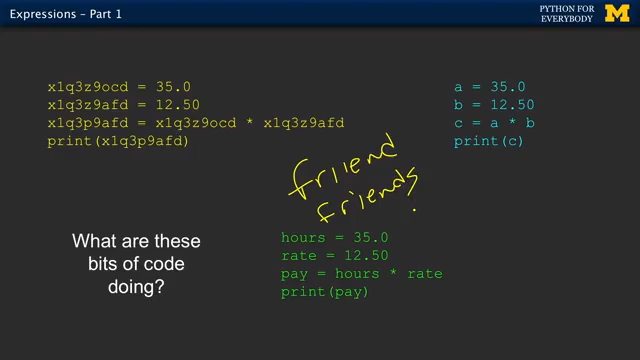 Expressions – Part 1
PYTHON FOR
EVERYBODY
M
x1q3z9ocd = 35.0
x1q3z9afd = 12.50
x1q3p9afd = x1q3z9ocd * x1q3z9afd
print(x1q3p9afd)
a = 35.0
b = 12.50
c = a * b
print(c)
friend
friends
What are these
bits of code
doing?
hours = 35.0
rate = 12.50
pay = hours * rate
print(pay)